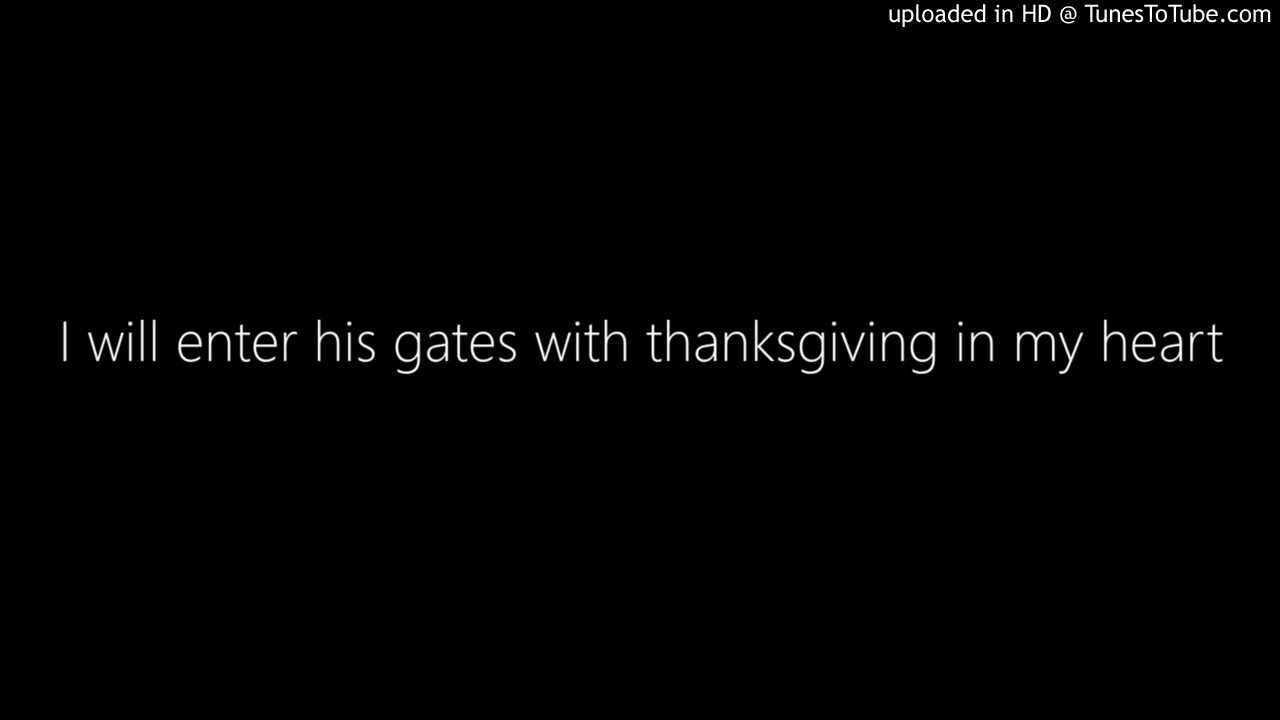 uploaded in HD @ TunesToTube.com
I will enter his gates with thanksgiving in my heart